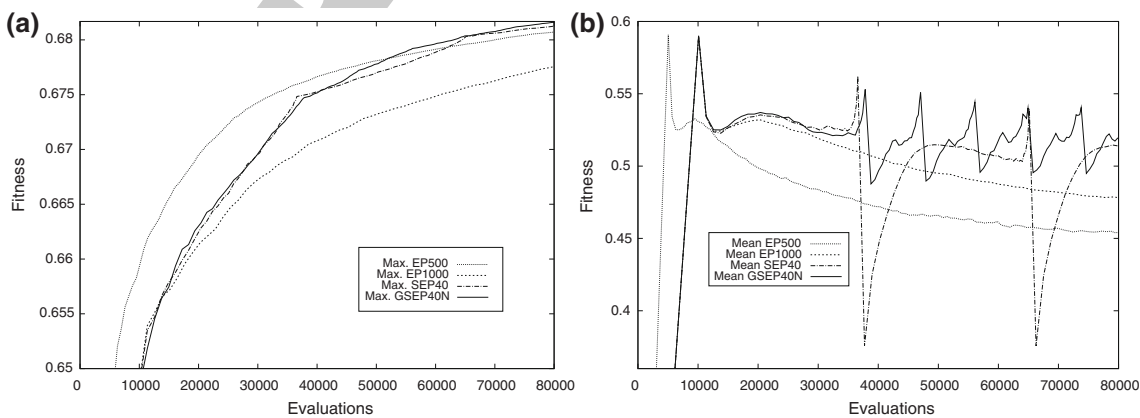 (a)
0.68
0.675
0.67
0.665
0.66
0.655
0.65
Fitness
Max. EP500
Max. EP1000
Max. SEP40
Max. GSEP40N
0 10000 20000 30000 40000 50000 60000 70000 80000
Evaluations
(b)
0.6
0.55
0.5
0.45
0.4
Fitness
Mean EP500
Mean EP1000
Mean SEP40
Mean GSEP40N
0 10000 20000 30000 40000 50000 60000 70000 80000
Evaluations